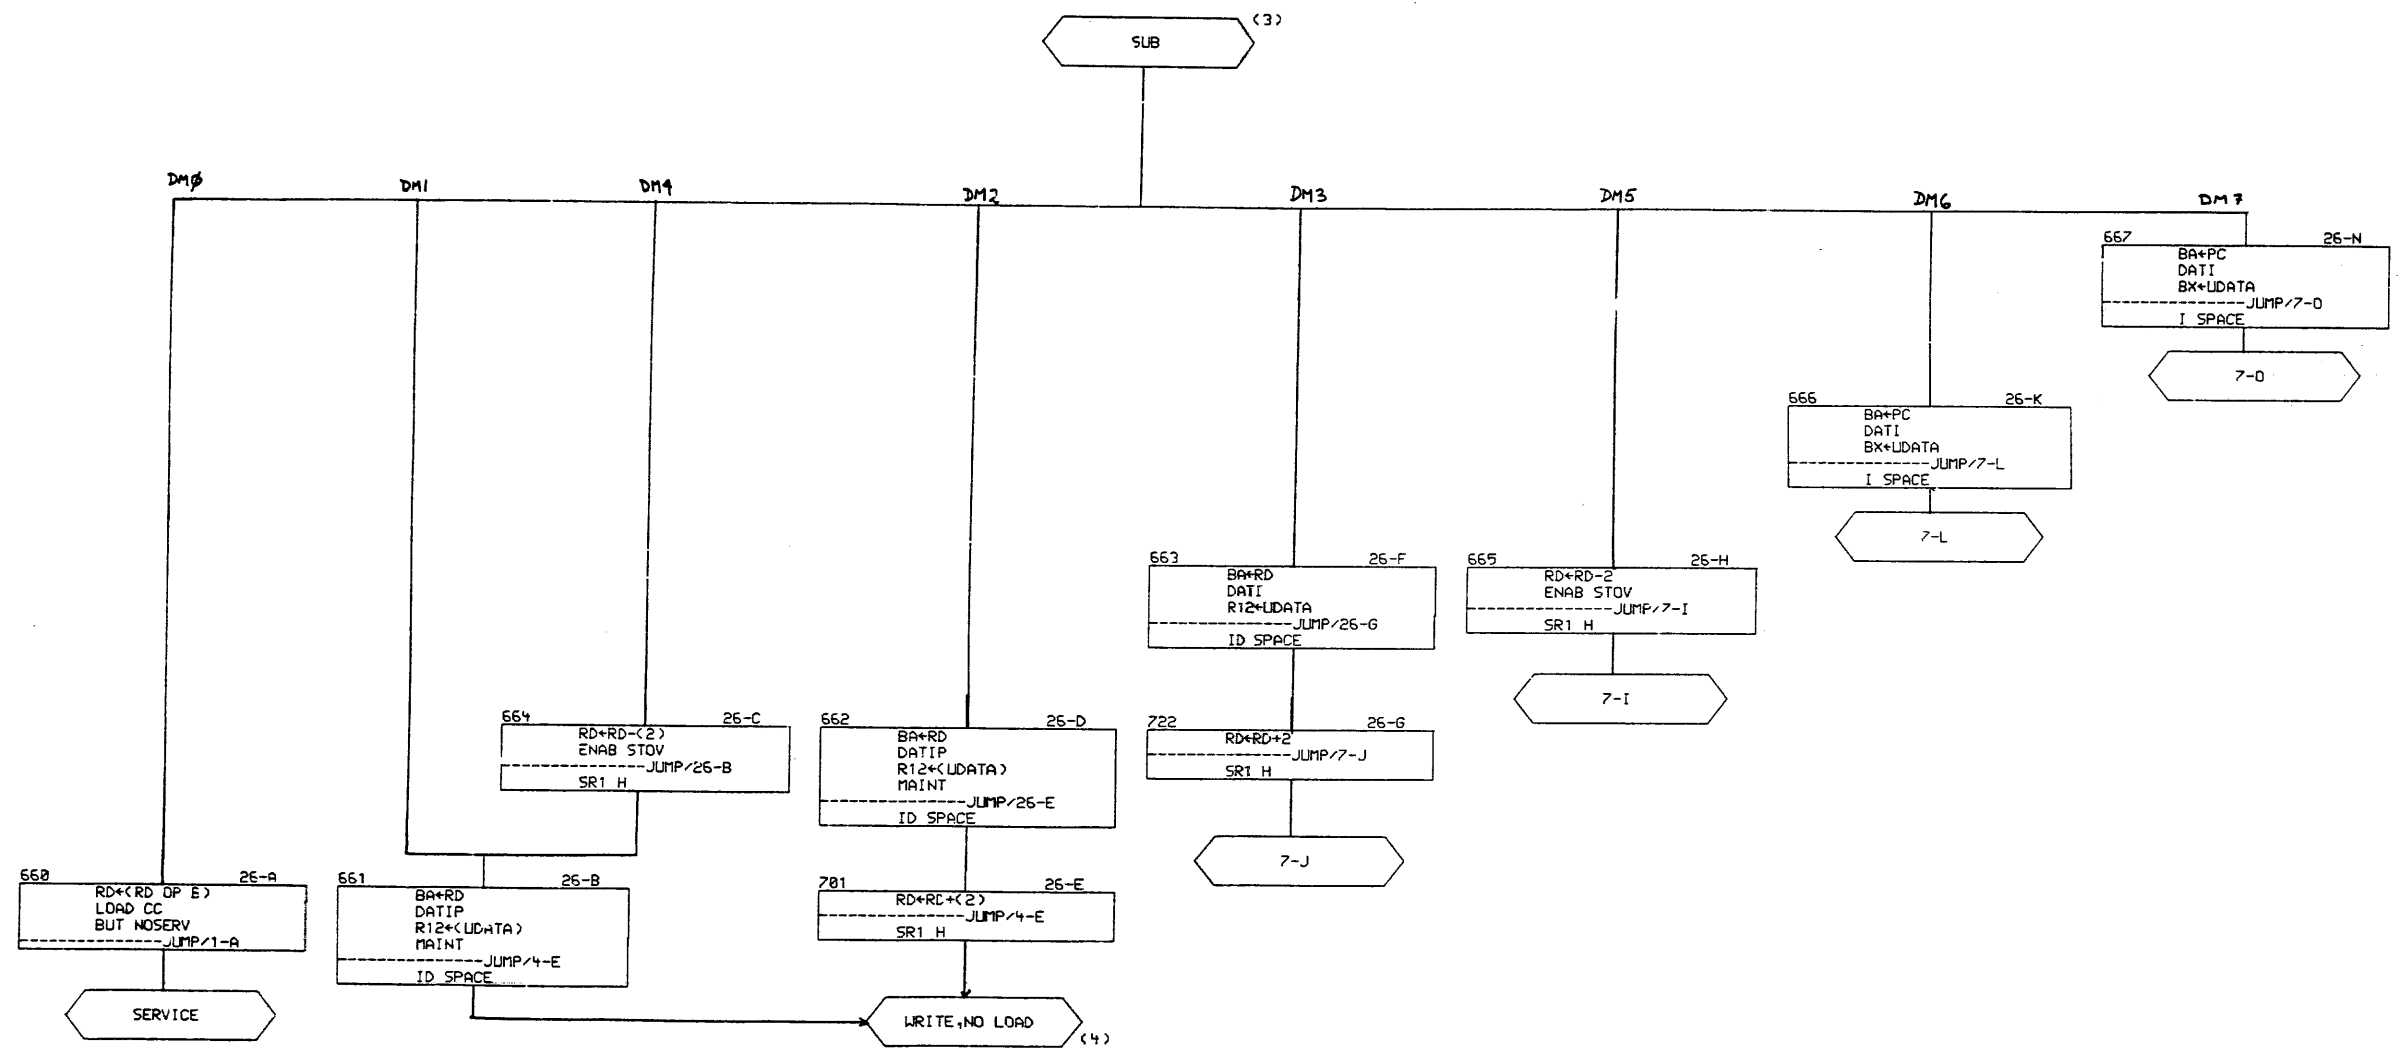 (3)
SUB
DMØ
DM1
DM4
DM2
DM3
DM5
DM6
DM7
667 26-N
BA←PC
DATI
BX←UDATA
---------------JUMP/7-O
I SPACE
7-O
666 26-K
BA←PC
DATI
BX←UDATA
---------------JUMP/7-L
I SPACE
7-L
663 26-F
BA←RD
DATI
R12←UDATA
---------------JUMP/26-G
ID SPACE
665 26-H
RD←RD-2
ENAB STOV
---------------JUMP/7-I
SR1 H
7-I
664 26-C
RD←RD-(2)
ENAB STOV
---------------JUMP/26-B
SR1 H
662 26-D
BA←RD
DATIP
R12←(UDATA)
MAINT
---------------JUMP/26-E
ID SPACE
722 26-G
RD←RD+2
---------------JUMP/7-J
SR1 H
7-J
660 26-A
RD←(RD OP B)
LOAD CC
BUT NOSERV
---------------JUMP/1-A
SERVICE
661 26-B
BA←RD
DATIP
R12←(UDATA)
MAINT
---------------JUMP/4-E
ID SPACE
701 26-E
RD←RD+(2)
---------------JUMP/4-E
SR1 H
WRITE,NO LOAD
(4)